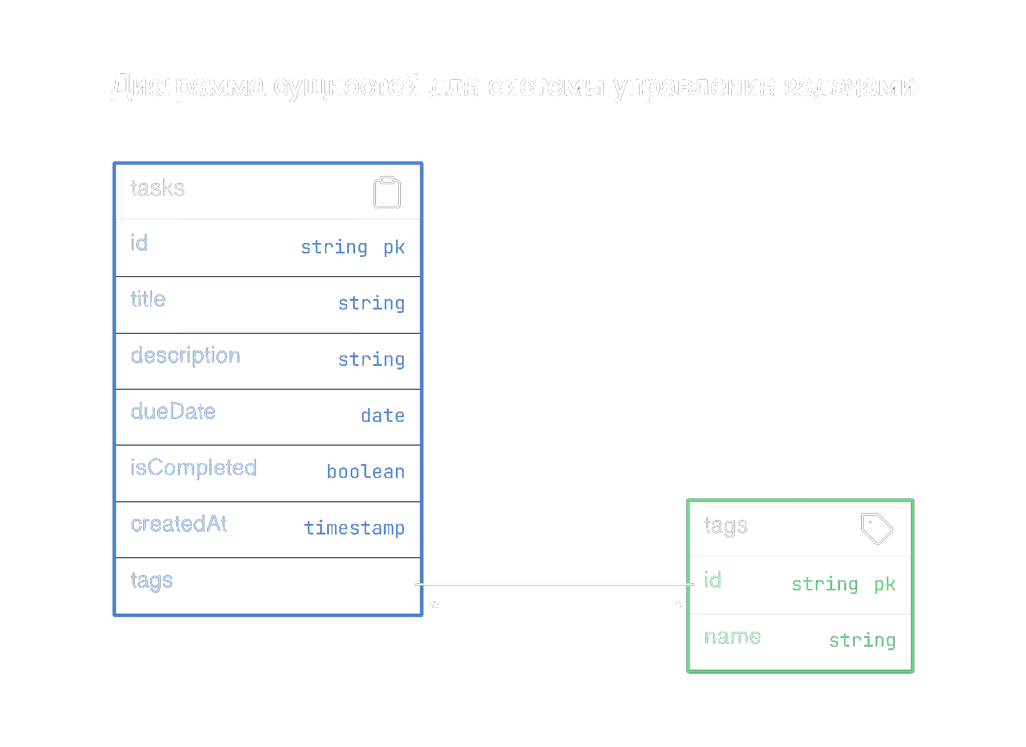 Диаграмма сущностей для системы управления задачами
tasks
id string pk
title string
description string
dueDate date
isCompleted boolean
createdAt timestamp
tags
* *
tags
id string pk
name string